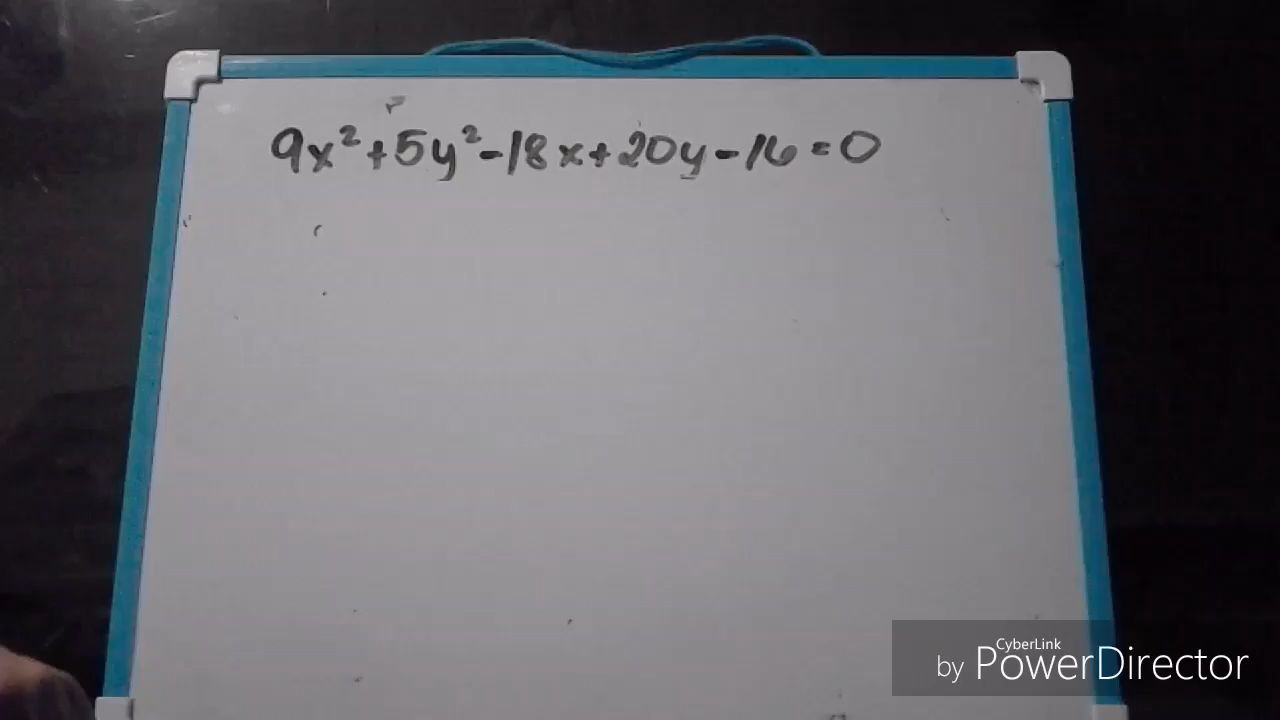 9x² + 5y² - 18x + 20y - 16 = 0
CyberLink
by PowerDirector